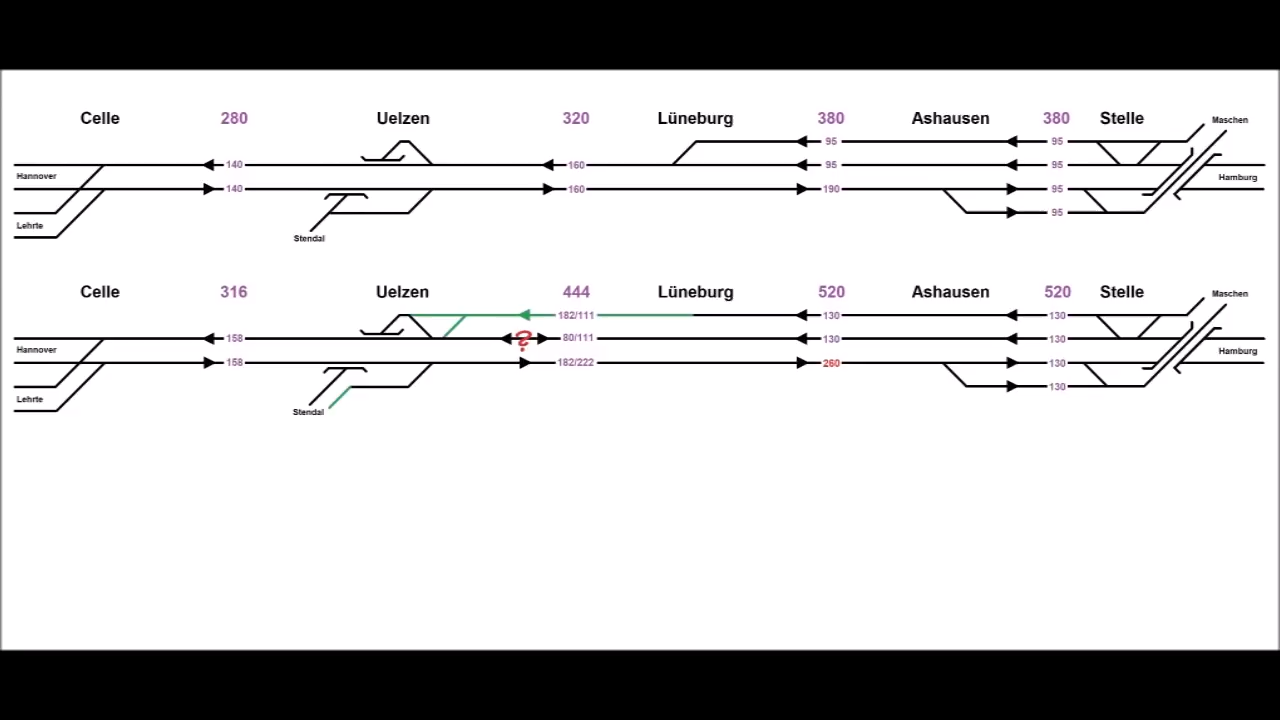 Celle 280 Uelzen 320 Lüneburg 380 Ashausen 380 Stelle Maschen
95 95
140 160 95 95
Hannover Hamburg
140 160 190 95
95
Lehrte
Stendal
Celle 316 Uelzen 444 Lüneburg 520 Ashausen 520 Stelle Maschen
182/111 130 130
158 ? 80/111 130 130
Hannover Hamburg
158 182/222 260 130
130
Lehrte
Stendal